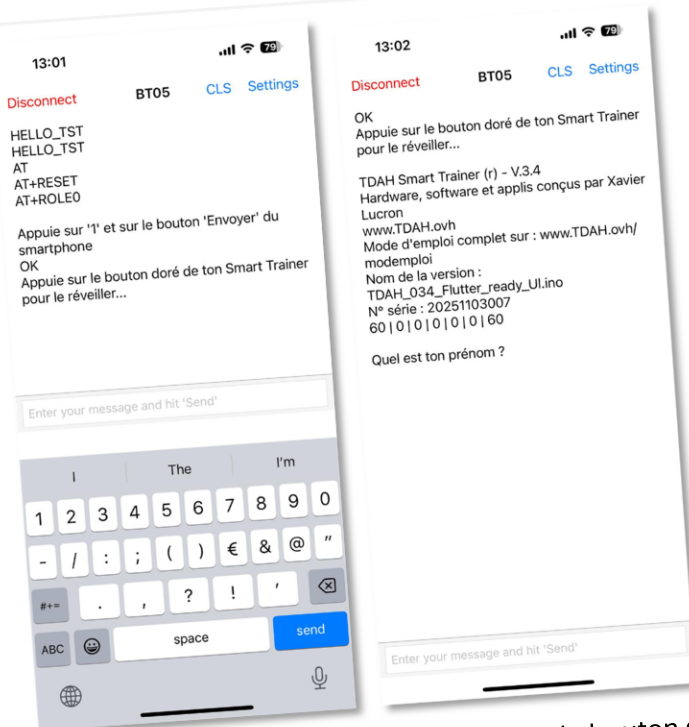 13:01
79
Disconnect
BT05
CLS
Settings
HELLO_TST
HELLO_TST
AT
AT+RESET
AT+ROLE0
Appuie sur '1' et sur le bouton 'Envoyer' du
smartphone
OK
Appuie sur le bouton doré de ton Smart Trainer
pour le réveiller...
Enter your message and hit 'Send'
I
The
I'm
1 2 3 4 5 6 7 8 9 0
- / : ; ( ) € & @ "
#+= . , ? ! '
ABC
space
send
13:02
79
Disconnect
BT05
CLS
Settings
OK
Appuie sur le bouton doré de ton Smart Trainer
pour le réveiller...
TDAH Smart Trainer (r) - V.3.4
Hardware, software et applis conçus par Xavier
Lucron
www.TDAH.ovh
Mode d'emploi complet sur : www.TDAH.ovh/
modemploi
Nom de la version :
TDAH_034_Flutter_ready_UI.ino
N° série : 20251103007
60 | 0 | 0 | 0 | 0 | 0 | 60
Quel est ton prénom ?
Enter your message and hit 'Send'